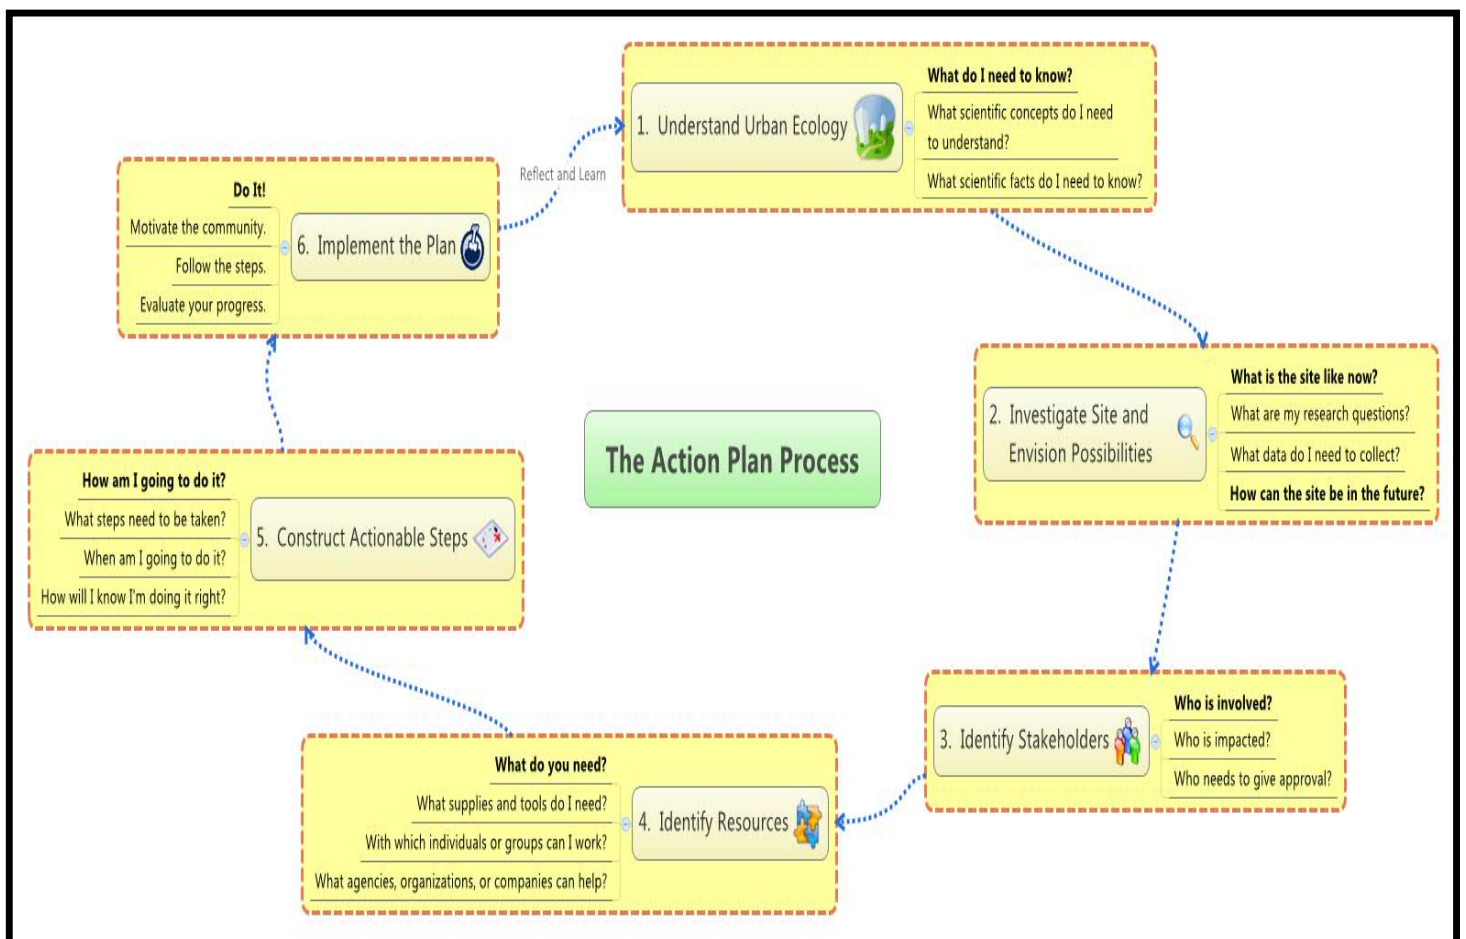 The Action Plan Process
1. Understand Urban Ecology
What do I need to know?
What scientific concepts do I need
to understand?
What scientific facts do I need to know?
2. Investigate Site and
Envision Possibilities
What is the site like now?
What are my research questions?
What data do I need to collect?
How can the site be in the future?
3. Identify Stakeholders
Who is involved?
Who is impacted?
Who needs to give approval?
4. Identify Resources
What do you need?
What supplies and tools do I need?
With which individuals or groups can I work?
What agencies, organizations, or companies can help?
5. Construct Actionable Steps
How am I going to do it?
What steps need to be taken?
When am I going to do it?
How will I know I'm doing it right?
6. Implement the Plan
Do It!
Motivate the community.
Follow the steps.
Evaluate your progress.
Reflect and Learn